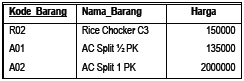 Kode_Barang Nama_Barang Harga
R02 Rice Chocker C3 150000
A01 AC Split ½ PK 135000
A02 AC Split 1 PK 2000000